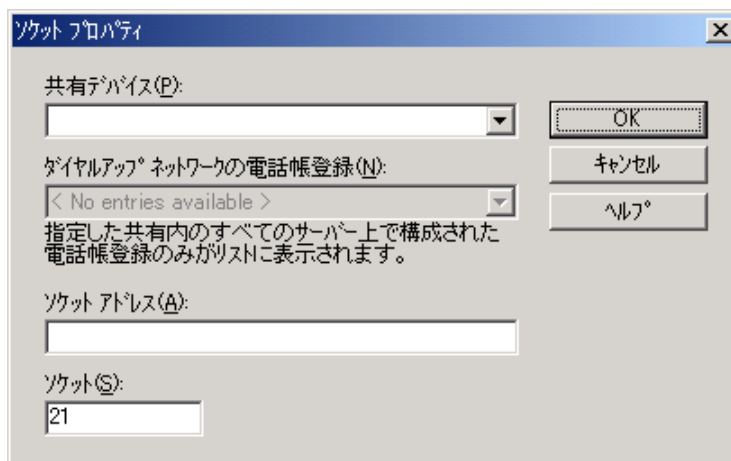 ソケット プロパティ
共有デバイス(P):
OK
ダイヤルアップ ネットワークの電話帳登録(N):
キャンセル
< No entries available >
ヘルプ
指定した共有内のすべてのサーバー上で構成された
電話帳登録のみがリストに表示されます。
ソケット アドレス(A):
ソケット(S):
21